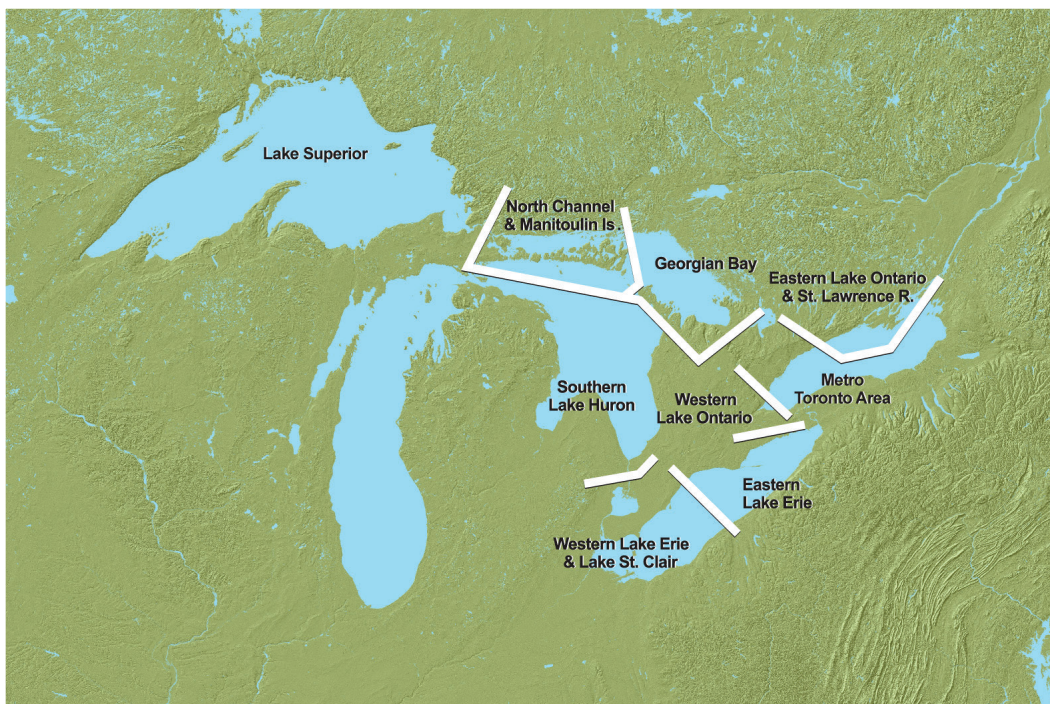 Lake Superior
North Channel
& Manitoulin Is.
Georgian Bay
Eastern Lake Ontario
& St. Lawrence R.
Metro
Toronto Area
Southern
Lake Huron
Western
Lake Ontario
Eastern
Lake Erie
Western Lake Erie
& Lake St. Clair